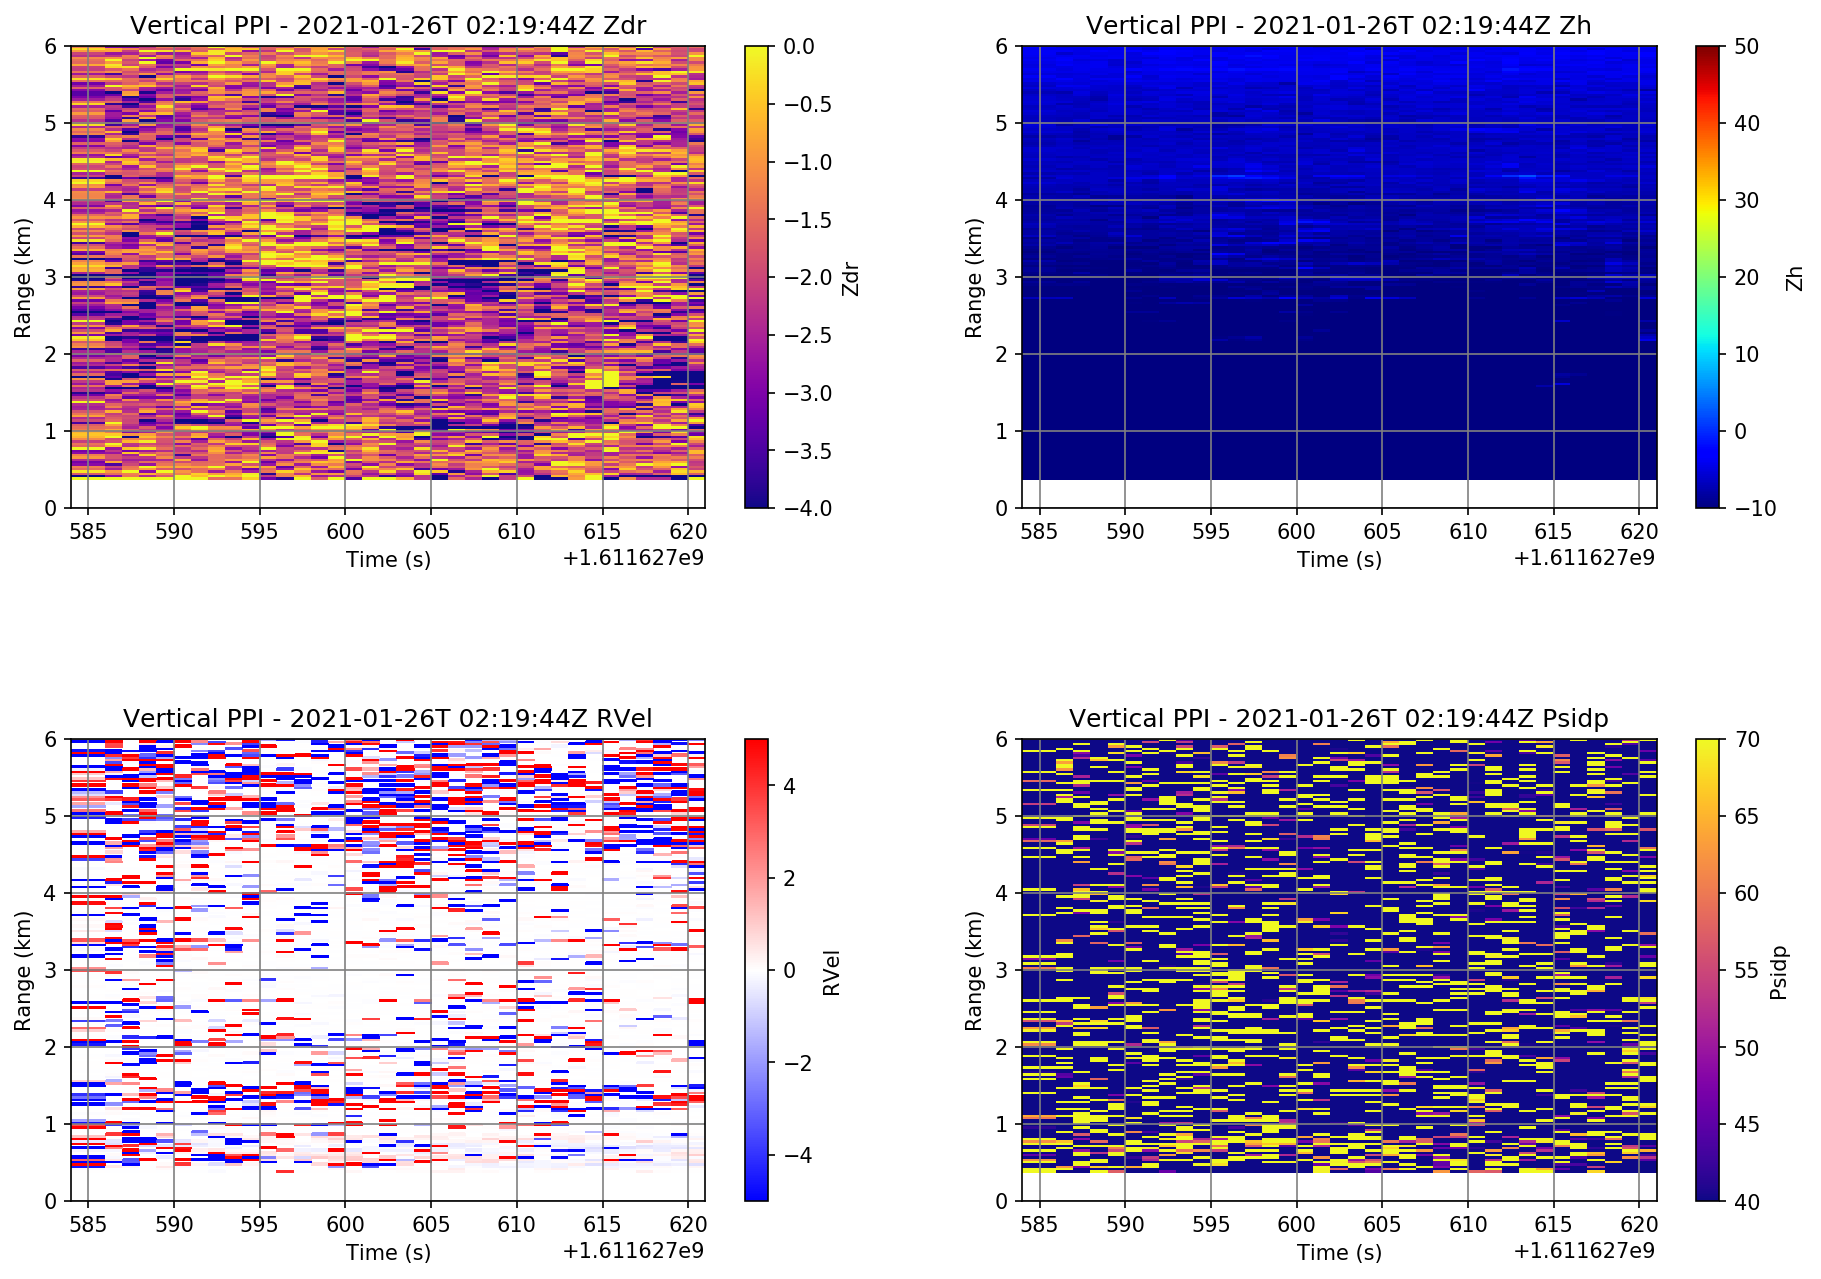 Vertical PPI - 2021-01-26T 02:19:44Z Zdr
6
5
4
3
2
1
0
Range (km)
585 590 595 600 605 610 615 620
Time (s)
+1.611627e9
0.0
−0.5
−1.0
−1.5
−2.0
−2.5
−3.0
−3.5
−4.0
Zdr
Vertical PPI - 2021-01-26T 02:19:44Z Zh
6
5
4
3
2
1
0
Range (km)
585 590 595 600 605 610 615 620
Time (s)
+1.611627e9
50
40
30
20
10
0
−10
Zh
Vertical PPI - 2021-01-26T 02:19:44Z RVel
6
5
4
3
2
1
0
Range (km)
585 590 595 600 605 610 615 620
Time (s)
+1.611627e9
4
2
0
−2
−4
RVel
Vertical PPI - 2021-01-26T 02:19:44Z Psidp
6
5
4
3
2
1
0
Range (km)
585 590 595 600 605 610 615 620
Time (s)
+1.611627e9
70
65
60
55
50
45
40
Psidp